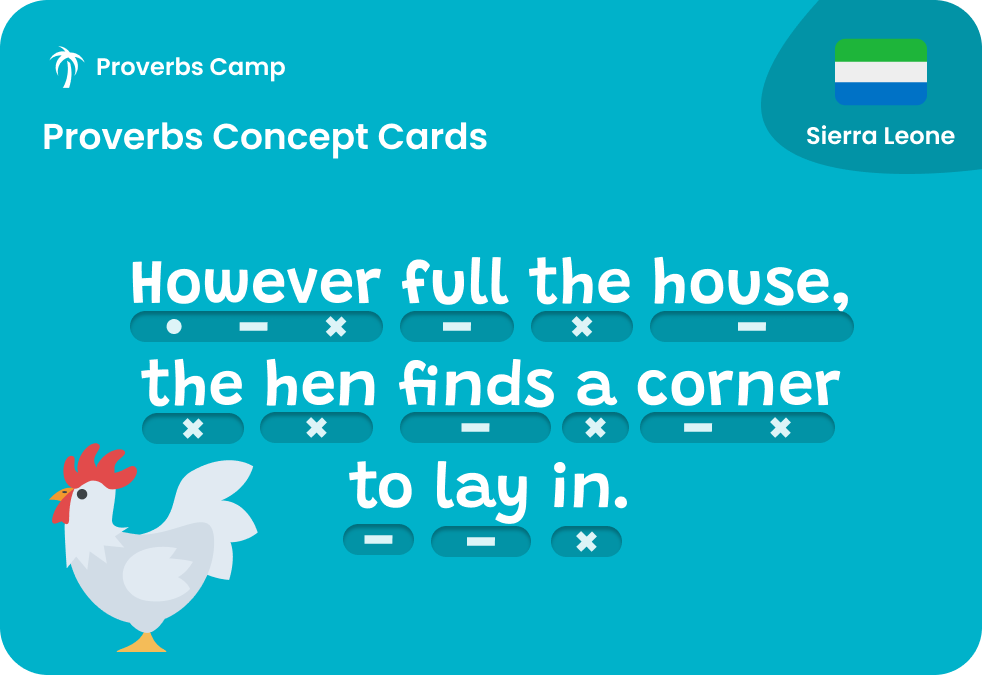 Proverbs Camp
Proverbs Concept Cards
Sierra Leone
However full the house,
the hen finds a corner
to lay in.